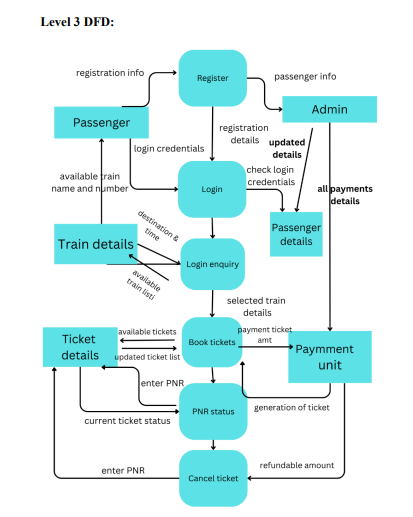 Level 3 DFD:
registration info
Register
passenger info
Passenger
Admin
registration
details
updated
details
login credentials
check login
credentials
available train
name and number
Login
all payments
details
destination &
time
Passenger
details
Train details
Login enquiry
available
train listi
selected train
details
Ticket
details
available tickets
updated ticket list
Book tickets
payment ticket
amt
Paymment
unit
enter PNR
PNR status
generation of ticket
current ticket status
enter PNR
Cancel ticket
refundable amount